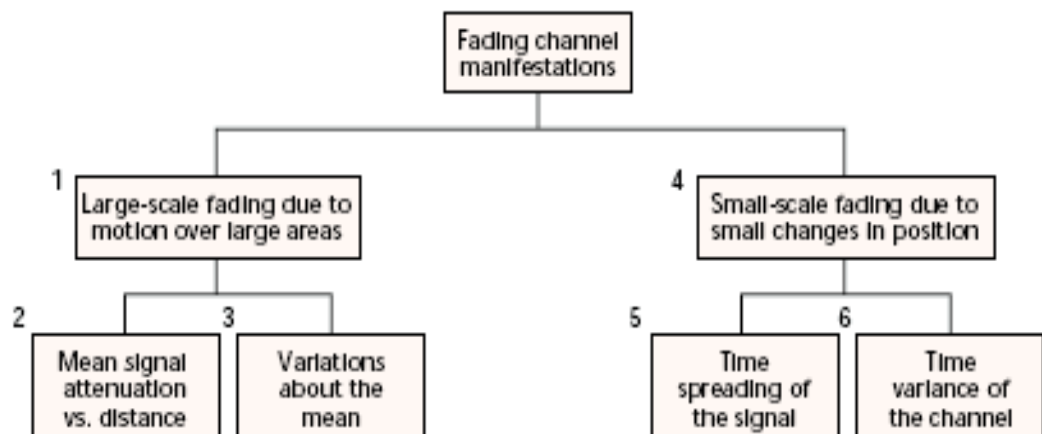 Fading channel
manifestations
1
Large-scale fading due to
motion over large areas
4
Small-scale fading due to
small changes in position
2
Mean signal
attenuation
vs. distance
3
Variations
about the
mean
5
Time
spreading of
the signal
6
Time
variance of
the channel